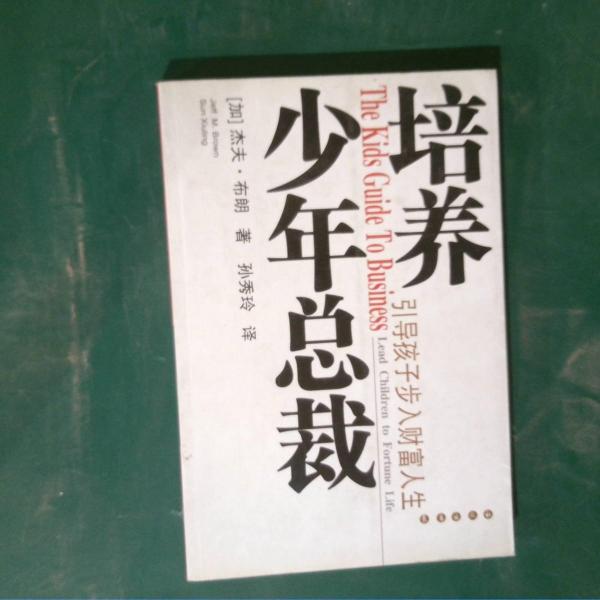 培养
少年总裁
The Kids Guide To Business
引导孩子步入财富人生
Lead Children to Fortune Life
[加] 杰夫·布朗 著 孙秀玲 译
Jeff M. Brown
Sun Xiuling